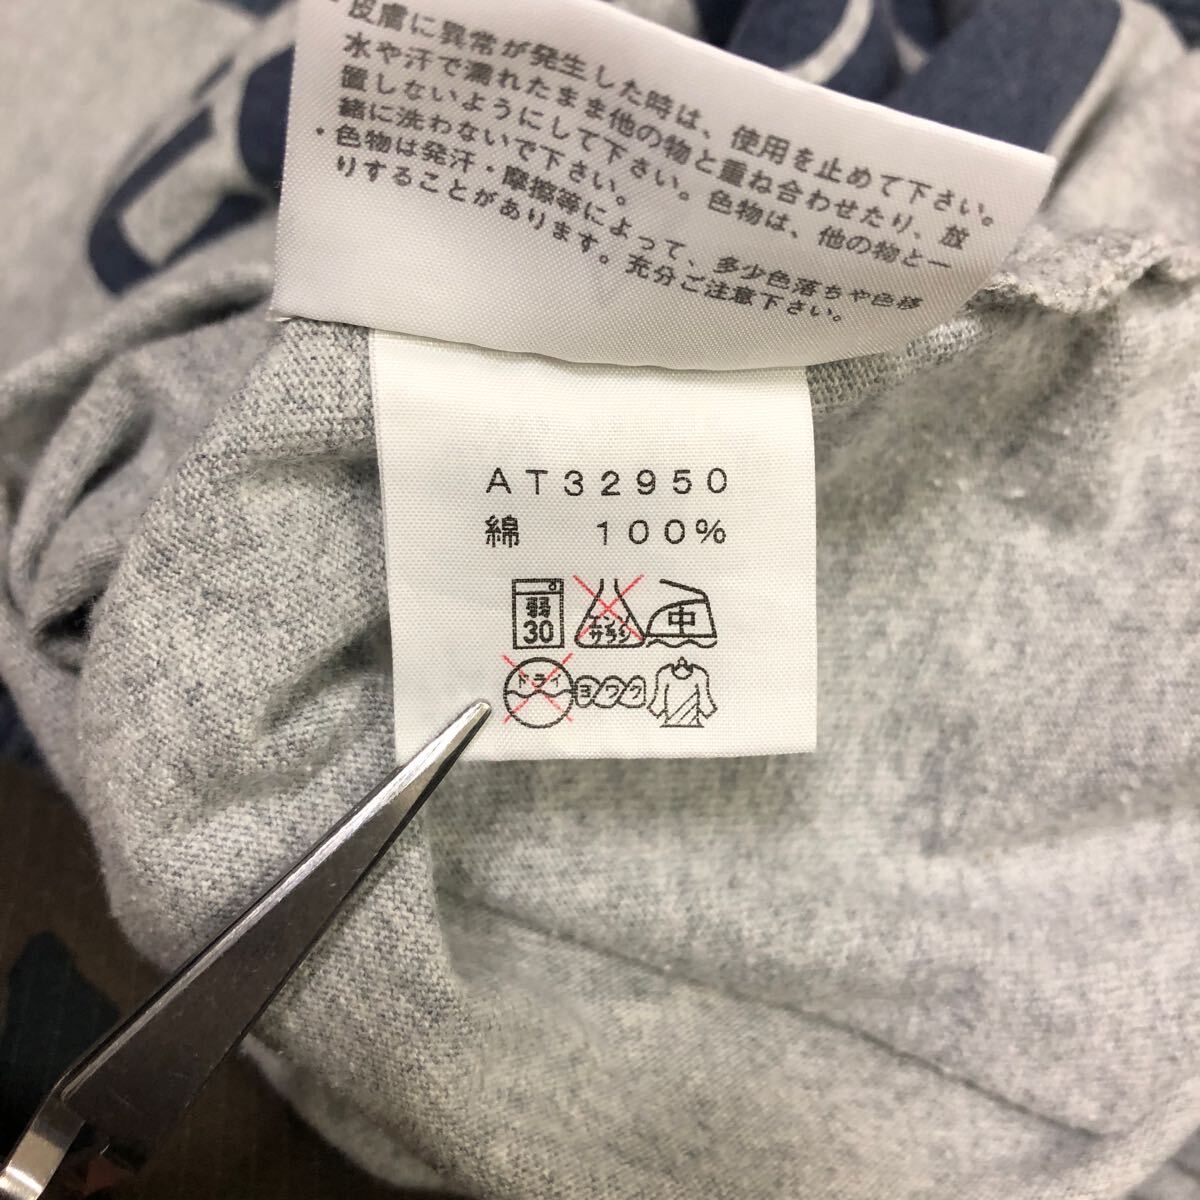 ・皮膚に異常が発生した時は、使用を止めて下さい。
水や汗で濡れたまま他の物と重ね合わせたり、放
置しないようにして下さい。色物は、他の物と一
緒に洗わないで下さい。
・色物は発汗・摩擦等によって、多少色落ちや色移
りすることがあります。充分ご注意下さい。
AT32950
綿 100%
弱 30 エンソ サラシ 中
ドライ ヨワク